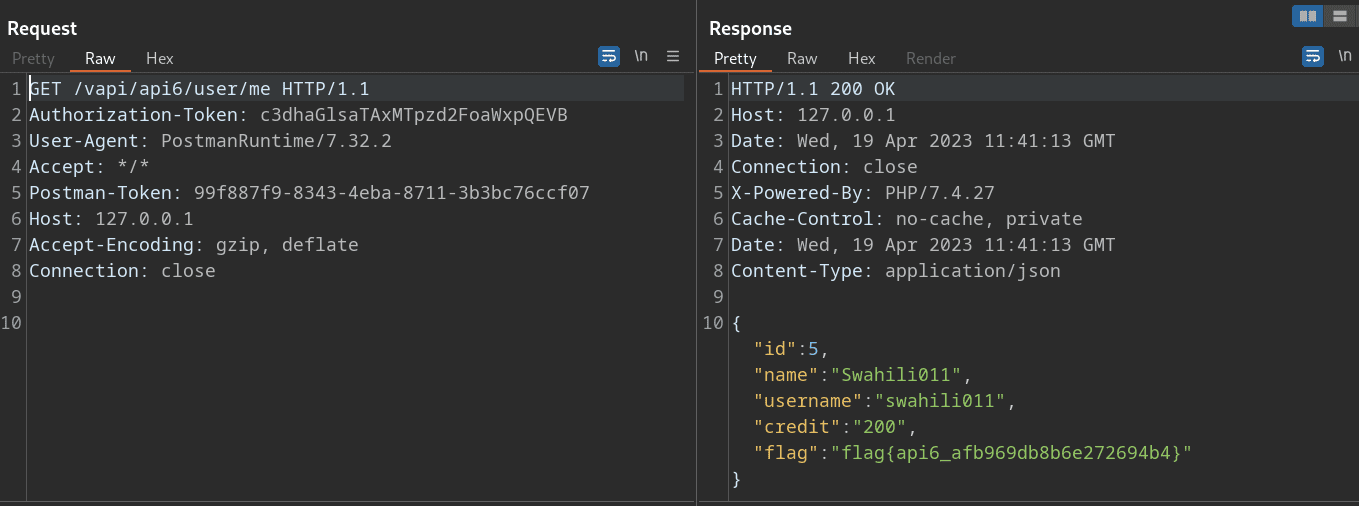 Request
Pretty Raw Hex \n
1 GET /vapi/api6/user/me HTTP/1.1
2 Authorization-Token: c3dhaGlsaTAxMTpzd2FoaWxpQEVB
3 User-Agent: PostmanRuntime/7.32.2
4 Accept: */*
5 Postman-Token: 99f887f9-8343-4eba-8711-3b3bc76ccf07
6 Host: 127.0.0.1
7 Accept-Encoding: gzip, deflate
8 Connection: close
9
10
Response
Pretty Raw Hex Render \n
1 HTTP/1.1 200 OK
2 Host: 127.0.0.1
3 Date: Wed, 19 Apr 2023 11:41:13 GMT
4 Connection: close
5 X-Powered-By: PHP/7.4.27
6 Cache-Control: no-cache, private
7 Date: Wed, 19 Apr 2023 11:41:13 GMT
8 Content-Type: application/json
9
10 {
"id":5,
"name":"Swahili011",
"username":"swahili011",
"credit":"200",
"flag":"flag{api6_afb969db8b6e272694b4}"
}